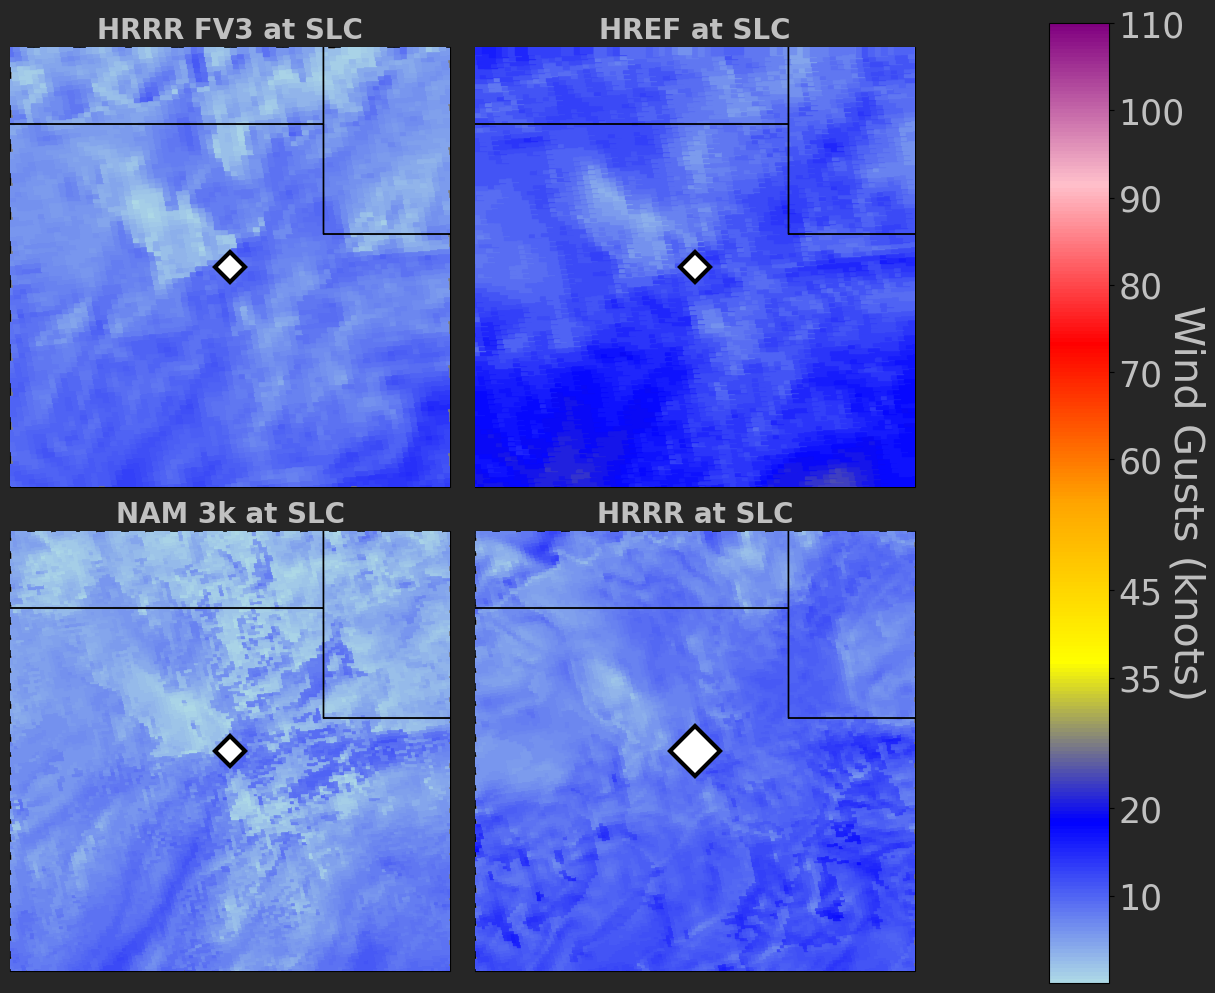 HRRR FV3 at SLC
HREF at SLC
NAM 3k at SLC
HRRR at SLC
110
100
90
80
70
60
45
35
20
10
Wind Gusts (knots)